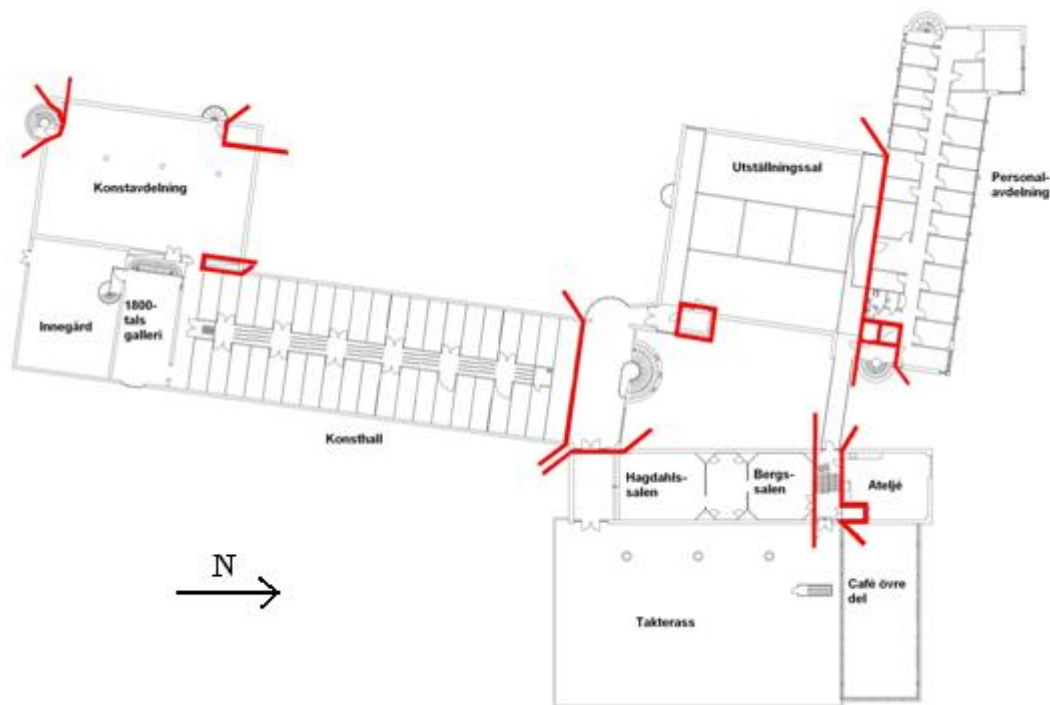 Utställningssal
Personal-
avdelning
Konstavdelning
Innegård
1800-
tals
galleri
Konsthall
Hagdahls-
salen
Bergs-
salen
Ateljé
N
Takterass
Café övre
del